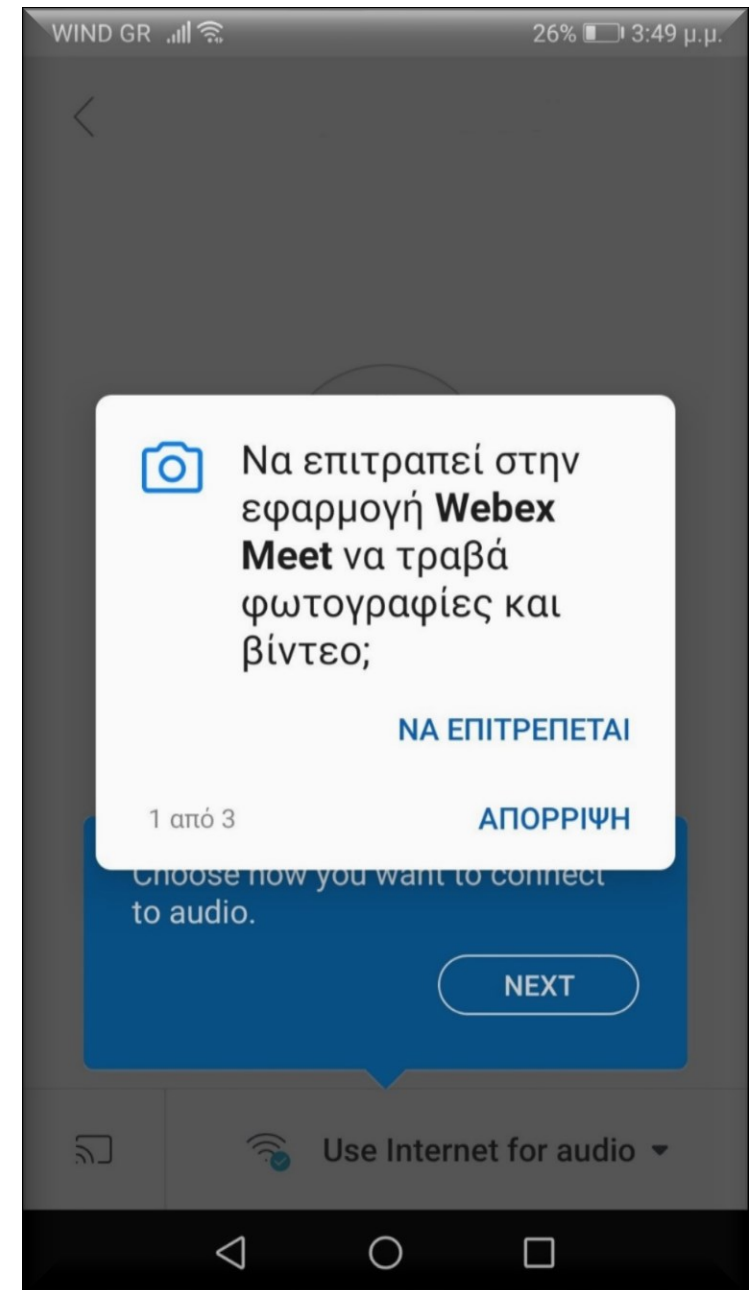 WIND GR 26% 3:49 μ.μ.
Να επιτραπεί στην
εφαρμογή Webex
Meet να τραβά
φωτογραφίες και
βίντεο;
ΝΑ ΕΠΙΤΡΕΠΕΤΑΙ
1 από 3 ΑΠΟΡΡΙΨΗ
Choose how you want to connect
to audio.
NEXT
Use Internet for audio